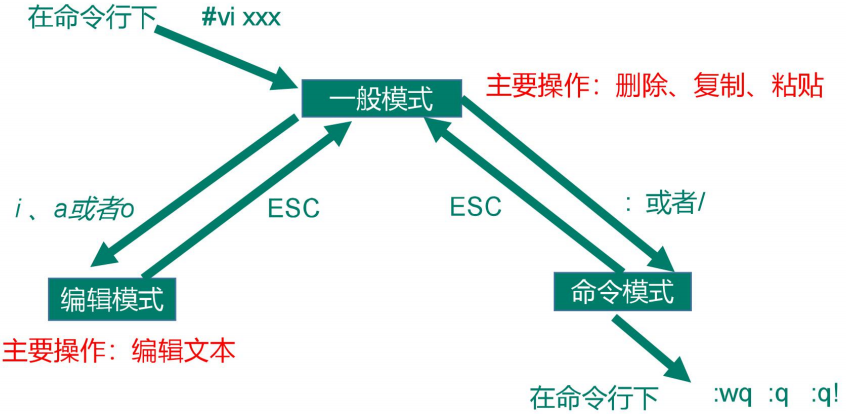 在命令行下 #vi xxx
一般模式
主要操作：删除、复制、粘贴
i 、a或者o
ESC
ESC
: 或者/
编辑模式
命令模式
主要操作：编辑文本
在命令行下 :wq :q :q!